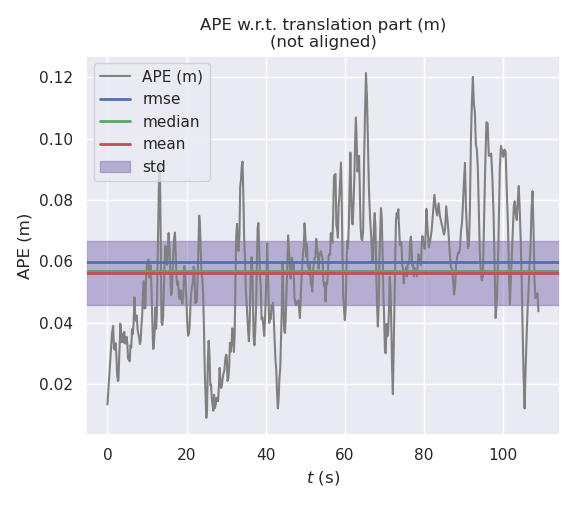 APE w.r.t. translation part (m)
(not aligned)
APE (m)
rmse
median
mean
std
0.12
0.10
0.08
0.06
0.04
0.02
APE (m)
0 20 40 60 80 100
t (s)